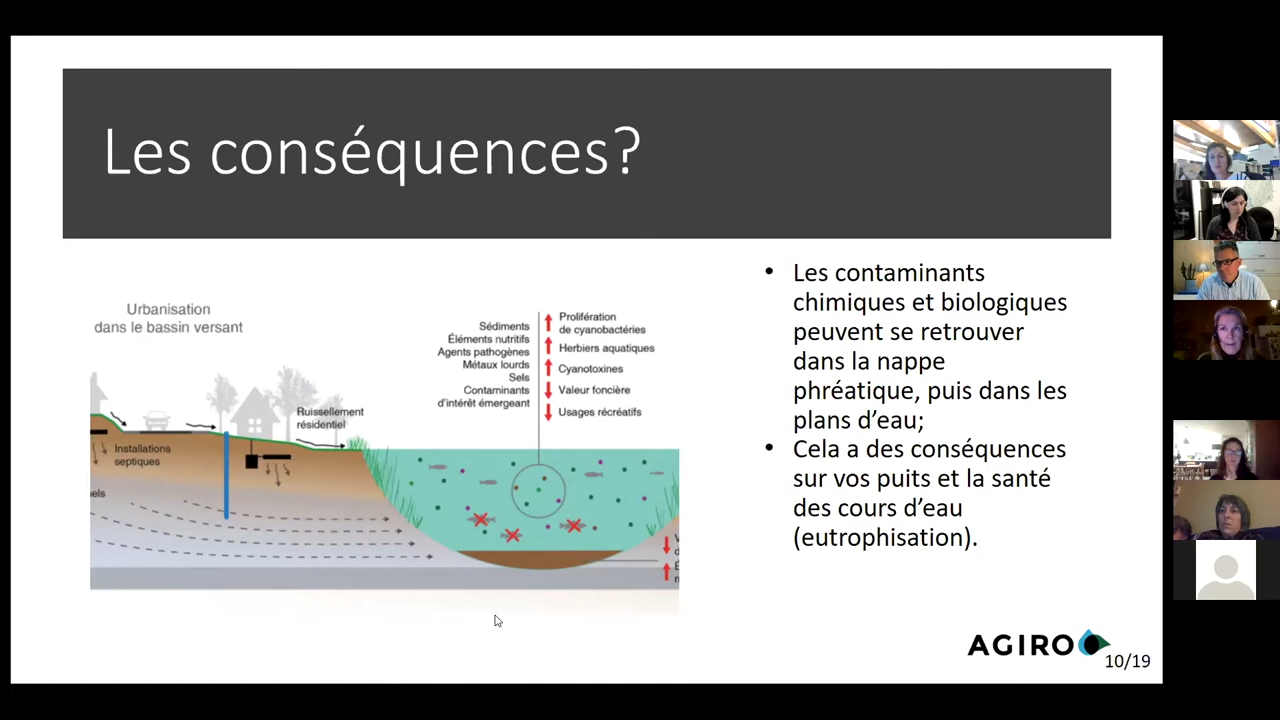 Les conséquences?
Urbanisation
dans le bassin versant
Ruissellement
résidentiel
Installations
septiques
Sédiments
Éléments nutritifs
Agents pathogènes
Métaux lourds
Sels
Contaminants
d'intérêt émergeant
Prolifération
de cyanobactéries
Herbiers aquatiques
Cyanotoxines
Valeur foncière
Usages récréatifs
• Les contaminants
chimiques et biologiques
peuvent se retrouver
dans la nappe
phréatique, puis dans les
plans d'eau;
• Cela a des conséquences
sur vos puits et la santé
des cours d'eau
(eutrophisation).
AGIRO
10/19